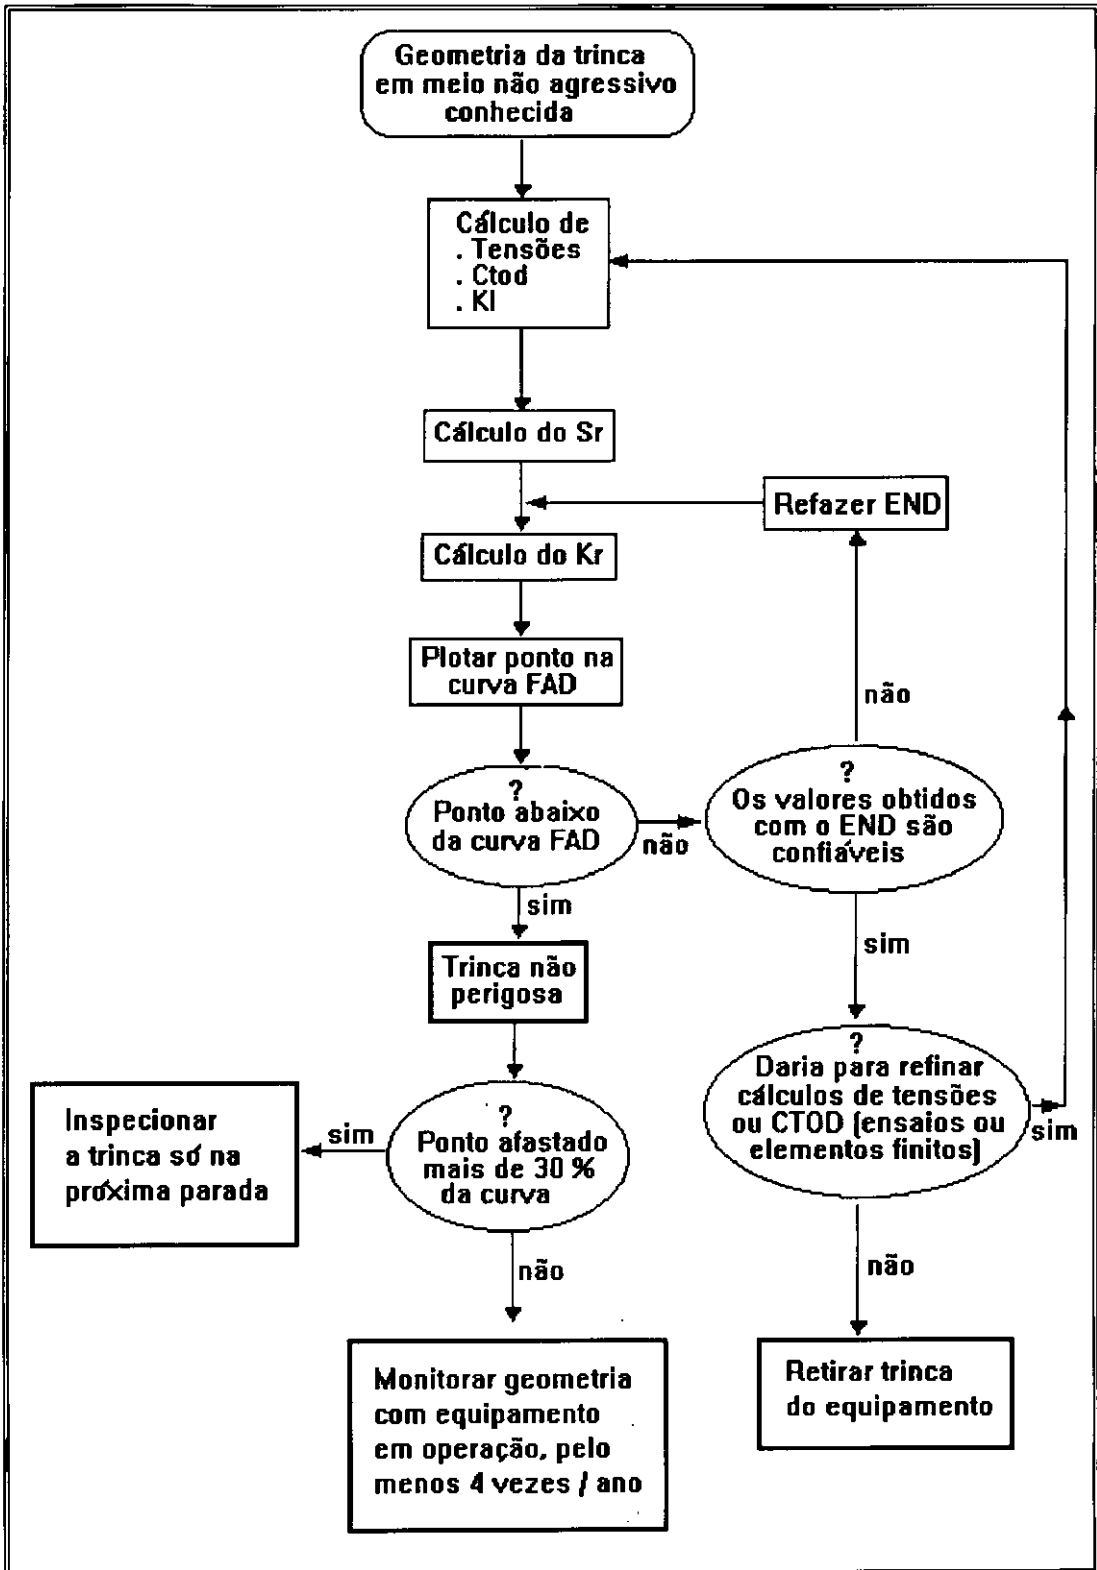 Geometria da trinca
em meio não agressivo
conhecida
Cálculo de
. Tensões
. Ctod
. KI
Cálculo do Sr
Refazer END
Cálculo do Kr
Plotar ponto na
curva FAD
não
?
Ponto abaixo
da curva FAD
não
?
Os valores obtidos
com o END são
confiáveis
sim
sim
Trinca não
perigosa
?
Daria para refinar
cálculos de tensões
ou CTOD (ensaios ou
elementos finitos)
sim
?
Ponto afastado
mais de 30 %
da curva
sim
Inspecionar
a trinca só na
próxima parada
não
não
Monitorar geometria
com equipamento
em operação, pelo
menos 4 vezes / ano
Retirar trinca
do equipamento